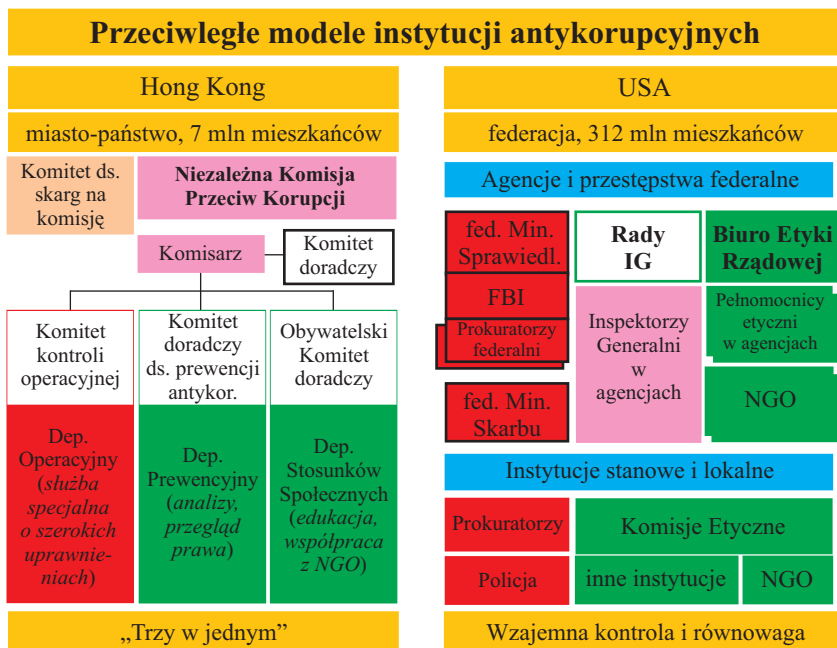 Przeciwległe modele instytucji antykorupcyjnych
Hong Kong
miasto-państwo, 7 mln mieszkańców
Komitet ds.
skarg na
komisję
Niezależna Komisja
Przeciw Korupcji
Komisarz
Komitet
doradczy
Komitet
kontroli
operacyjnej
Komitet
doradczy
ds. prewencji
antykor.
Obywatelski
Komitet
doradczy
Dep.
Operacyjny
(służba
specjalna
o szerokich
uprawnie-
niach)
Dep.
Prewencyjny
(analizy,
przegląd
prawa)
Dep.
Stosunków
Społecznych
(edukacja,
współpraca
z NGO)
„Trzy w jednym”
USA
federacja, 312 mln mieszkańców
Agencje i przestępstwa federalne
fed. Min.
Sprawiedl.
FBI
Prokuratorzy
federalni
fed. Min.
Skarbu
Rady
IG
Inspektorzy
Generalni
w
agencjach
Biuro Etyki
Rządowej
Pełnomocnicy
etyczni
w agencjach
NGO
Instytucje stanowe i lokalne
Prokuratorzy
Komisje Etyczne
Policja
inne instytucje
NGO
Wzajemna kontrola i równowaga